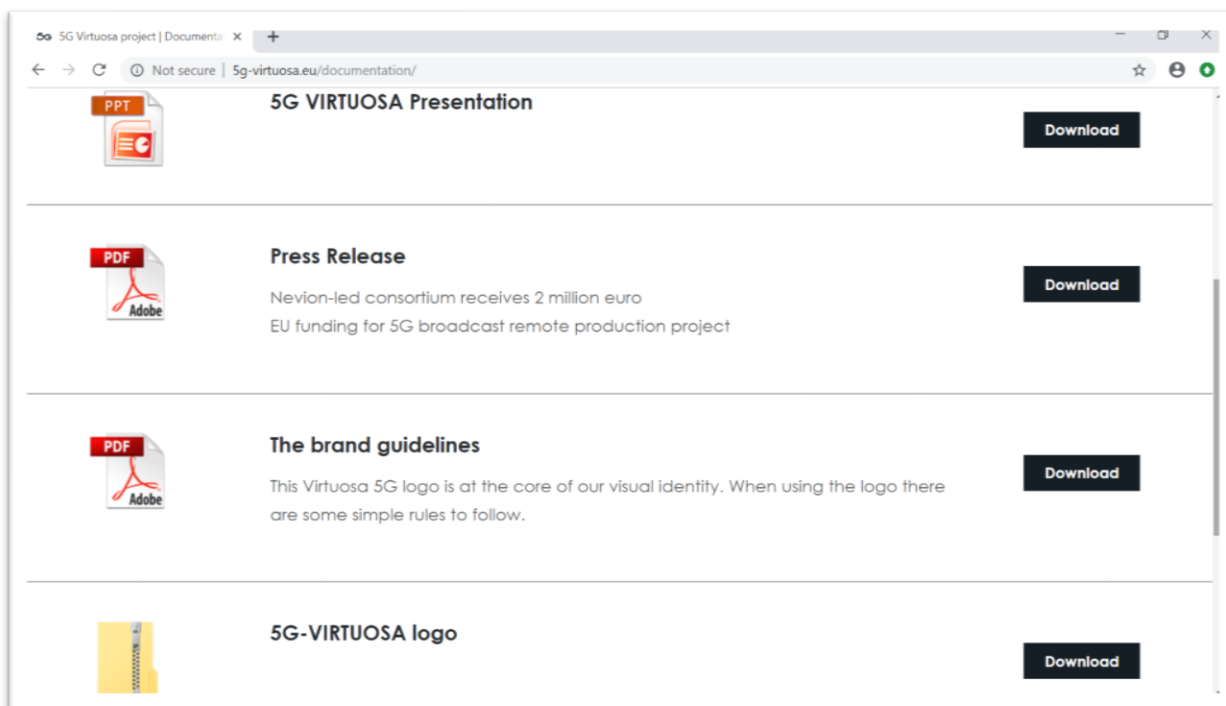 5G 5G Virtuosa project | Documenta
Not secure | 5g-virtuosa.eu/documentation/
PPT
5G VIRTUOSA Presentation
Download
PDF
Adobe
Press Release
Nevion-led consortium receives 2 million euro
EU funding for 5G broadcast remote production project
Download
PDF
Adobe
The brand guidelines
This Virtuosa 5G logo is at the core of our visual identity. When using the logo there
are some simple rules to follow.
Download
5G-VIRTUOSA logo
Download